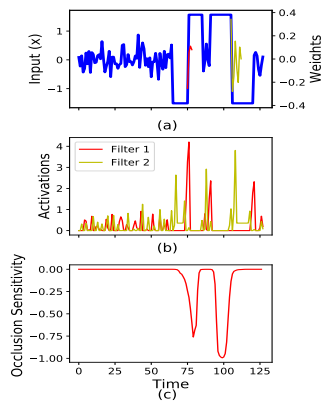 Input (x)
1
0
−1
0.4
0.2
0.0
−0.2
−0.4
Weights
(a)
Activations
4
3
2
1
0
Filter 1
Filter 2
(b)
Occlusion Sensitivity
0.00
−0.25
−0.50
−0.75
−1.00
0 25 50 75 100 125
Time
(c)